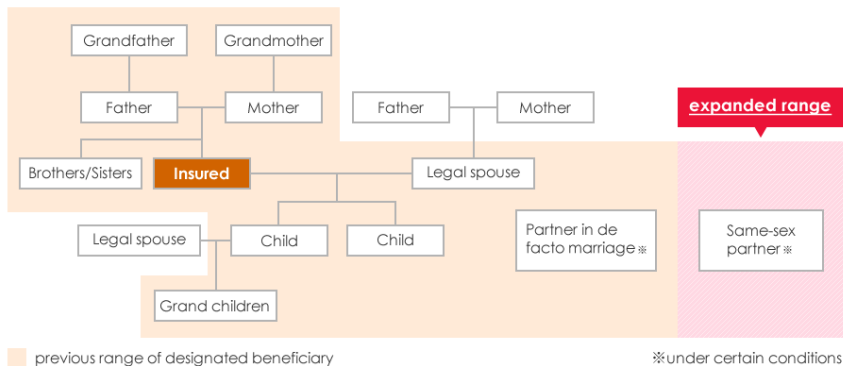 Grandfather
Grandmother
Father
Mother
Father
Mother
expanded range
Brothers/Sisters
Insured
Legal spouse
Legal spouse
Child
Child
Partner in de
facto marriage※
Same-sex
partner※
Grand children
previous range of designated beneficiary
※under certain conditions